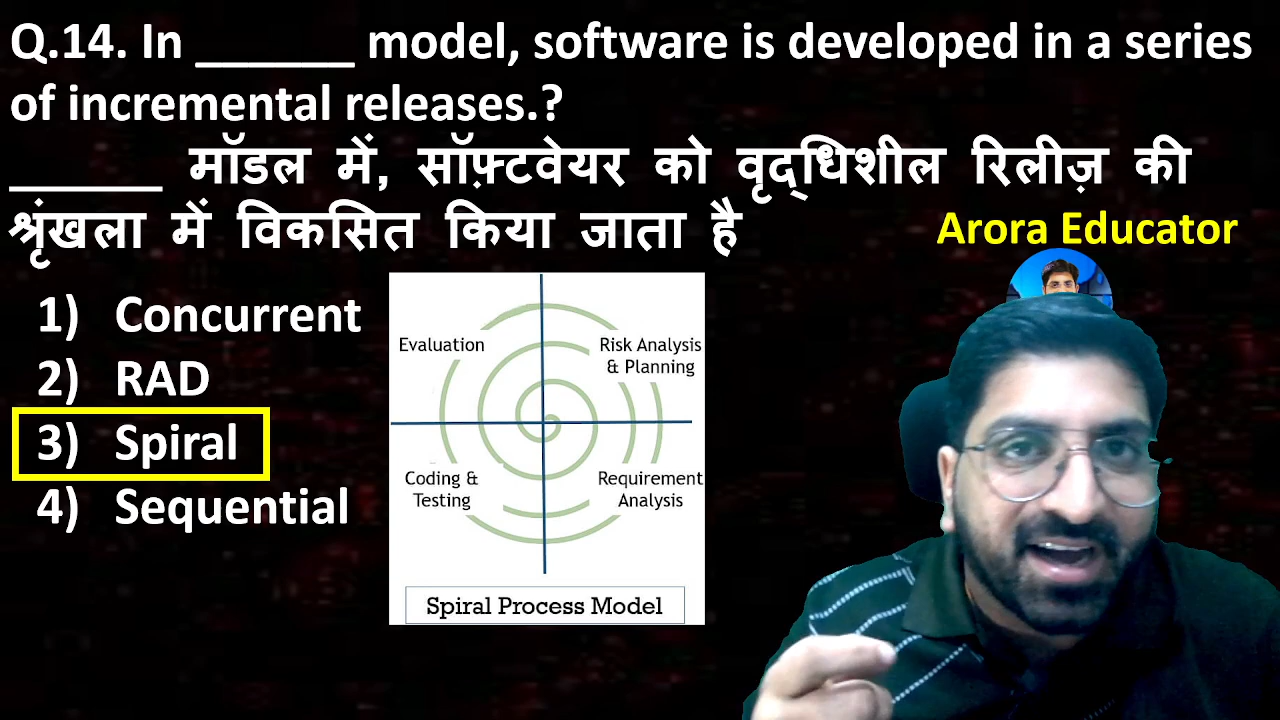 Q.14. In ______ model, software is developed in a series
of incremental releases.?
______ मॉडल में, सॉफ़्टवेयर को वृद्धिशील रिलीज़ की
श्रृंखला में विकसित किया जाता है
Arora Educator
1) Concurrent
2) RAD
3) Spiral
4) Sequential
Evaluation
Risk Analysis
& Planning
Coding &
Testing
Requirement
Analysis
Spiral Process Model